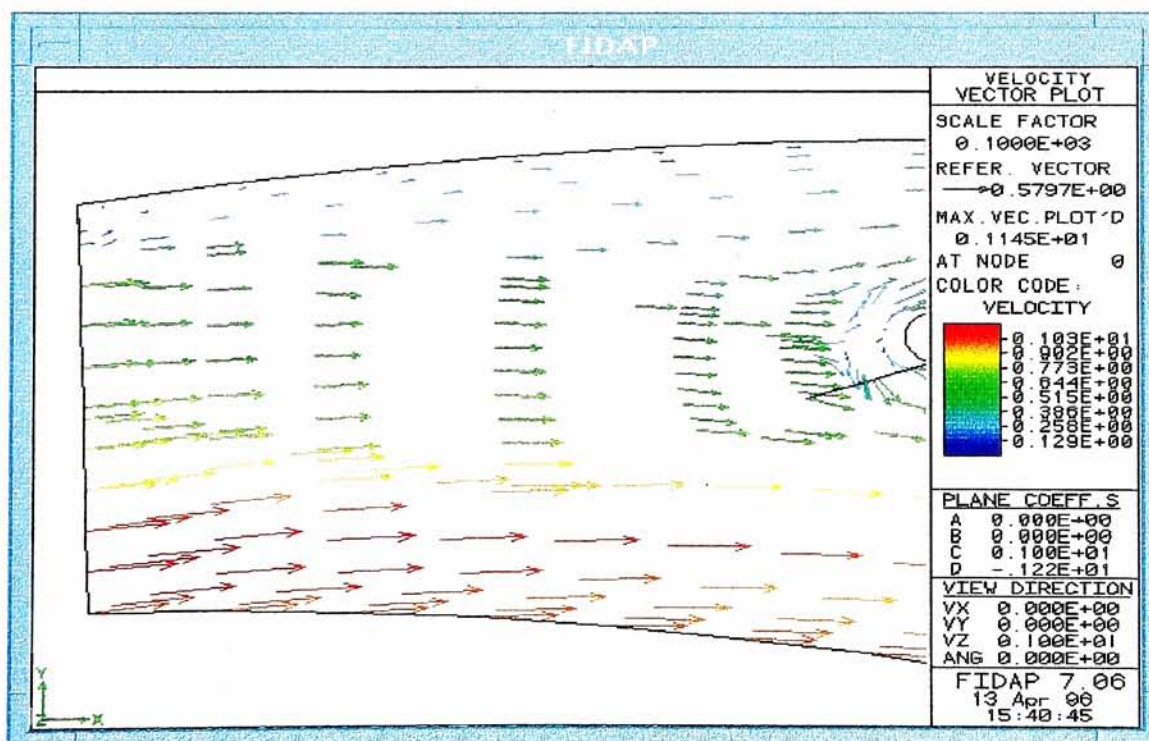 FIDAP
VELOCITY
VECTOR PLOT
SCALE FACTOR
0.1000E+03
REFER. VECTOR
0.5797E+00
MAX.VEC.PLOT'D
0.1145E+01
AT NODE 0
COLOR CODE:
VELOCITY
0.103E+01
0.902E+00
0.773E+00
0.644E+00
0.515E+00
0.386E+00
0.258E+00
0.129E+00
PLANE COEFF.S
A 0.000E+00
B 0.000E+00
C 0.100E+01
D -.122E+01
VIEW DIRECTION
VX 0.000E+00
VY 0.000E+00
VZ 0.100E+01
ANG 0.000E+00
FIDAP 7.06
13 Apr 96
15:40:45
Y
Z X